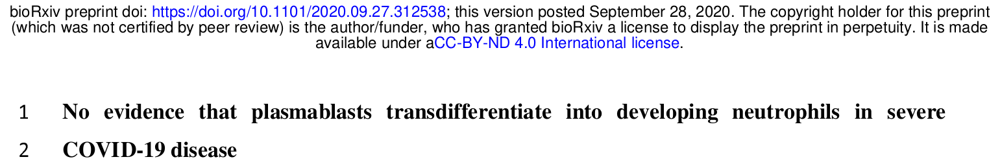 bioRxiv preprint doi: https://doi.org/10.1101/2020.09.27.312538; this version posted September 28, 2020. The copyright holder for this preprint
(which was not certified by peer review) is the author/funder, who has granted bioRxiv a license to display the preprint in perpetuity. It is made
available under aCC-BY-ND 4.0 International license.
1 No evidence that plasmablasts transdifferentiate into developing neutrophils in severe
2 COVID-19 disease